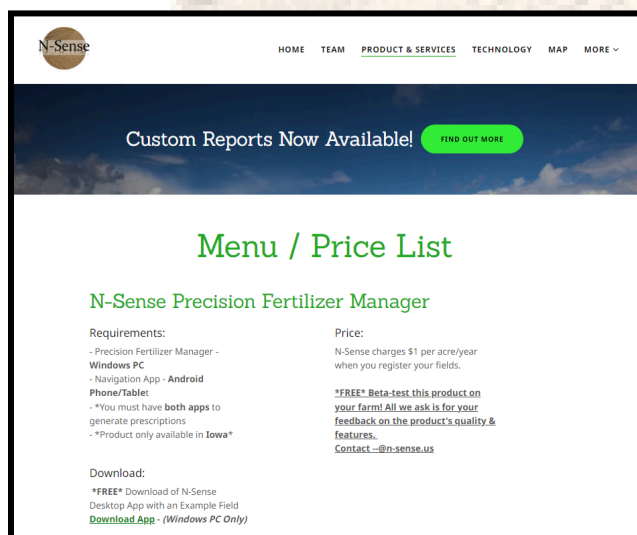 N-Sense
HOME TEAM PRODUCT & SERVICES TECHNOLOGY MAP MORE
Custom Reports Now Available! FIND OUT MORE
Menu / Price List
N-Sense Precision Fertilizer Manager
Requirements:
- Precision Fertilizer Manager -
Windows PC
- Navigation App - Android
Phone/Tablet
- *You must have both apps to
generate prescriptions
- *Product only available in Iowa*
Price:
N-Sense charges $1 per acre/year
when you register your fields.
*FREE* Beta-test this product on
your farm! All we ask is for your
feedback on the product's quality &
features.
Contact --@n-sense.us
Download:
*FREE* Download of N-Sense
Desktop App with an Example Field
Download App - (Windows PC Only)